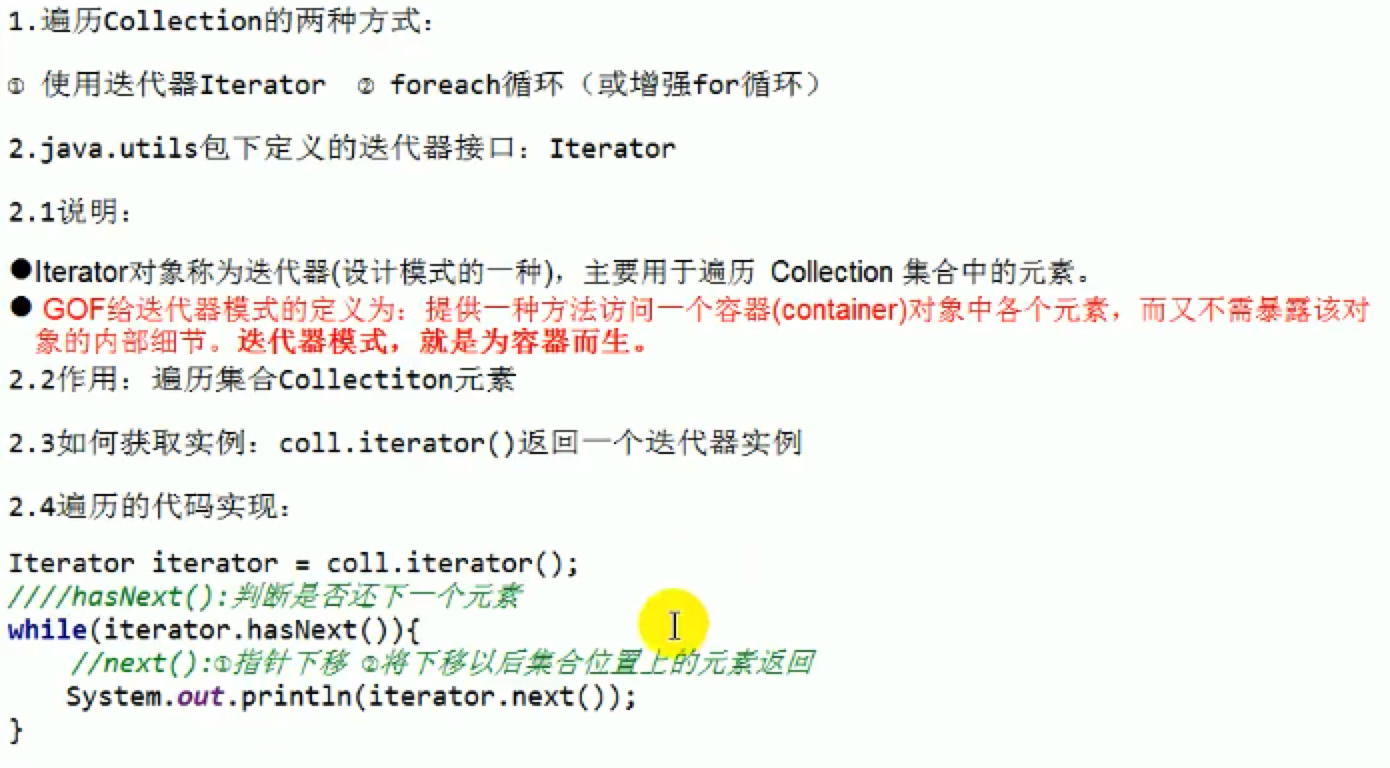 1.遍历Collection的两种方式：
① 使用迭代器Iterator ② foreach循环（或增强for循环）
2.java.utils包下定义的迭代器接口：Iterator
2.1说明：
●Iterator对象称为迭代器(设计模式的一种)，主要用于遍历 Collection 集合中的元素。
● GOF给迭代器模式的定义为：提供一种方法访问一个容器(container)对象中各个元素，而又不需暴露该对
象的内部细节。迭代器模式，就是为容器而生。
2.2作用：遍历集合Collectiton元素
2.3如何获取实例：coll.iterator()返回一个迭代器实例
2.4遍历的代码实现：
Iterator iterator = coll.iterator();
////hasNext():判断是否还下一个元素
while(iterator.hasNext()){
//next():①指针下移 ②将下移以后集合位置上的元素返回
System.out.println(iterator.next());
}